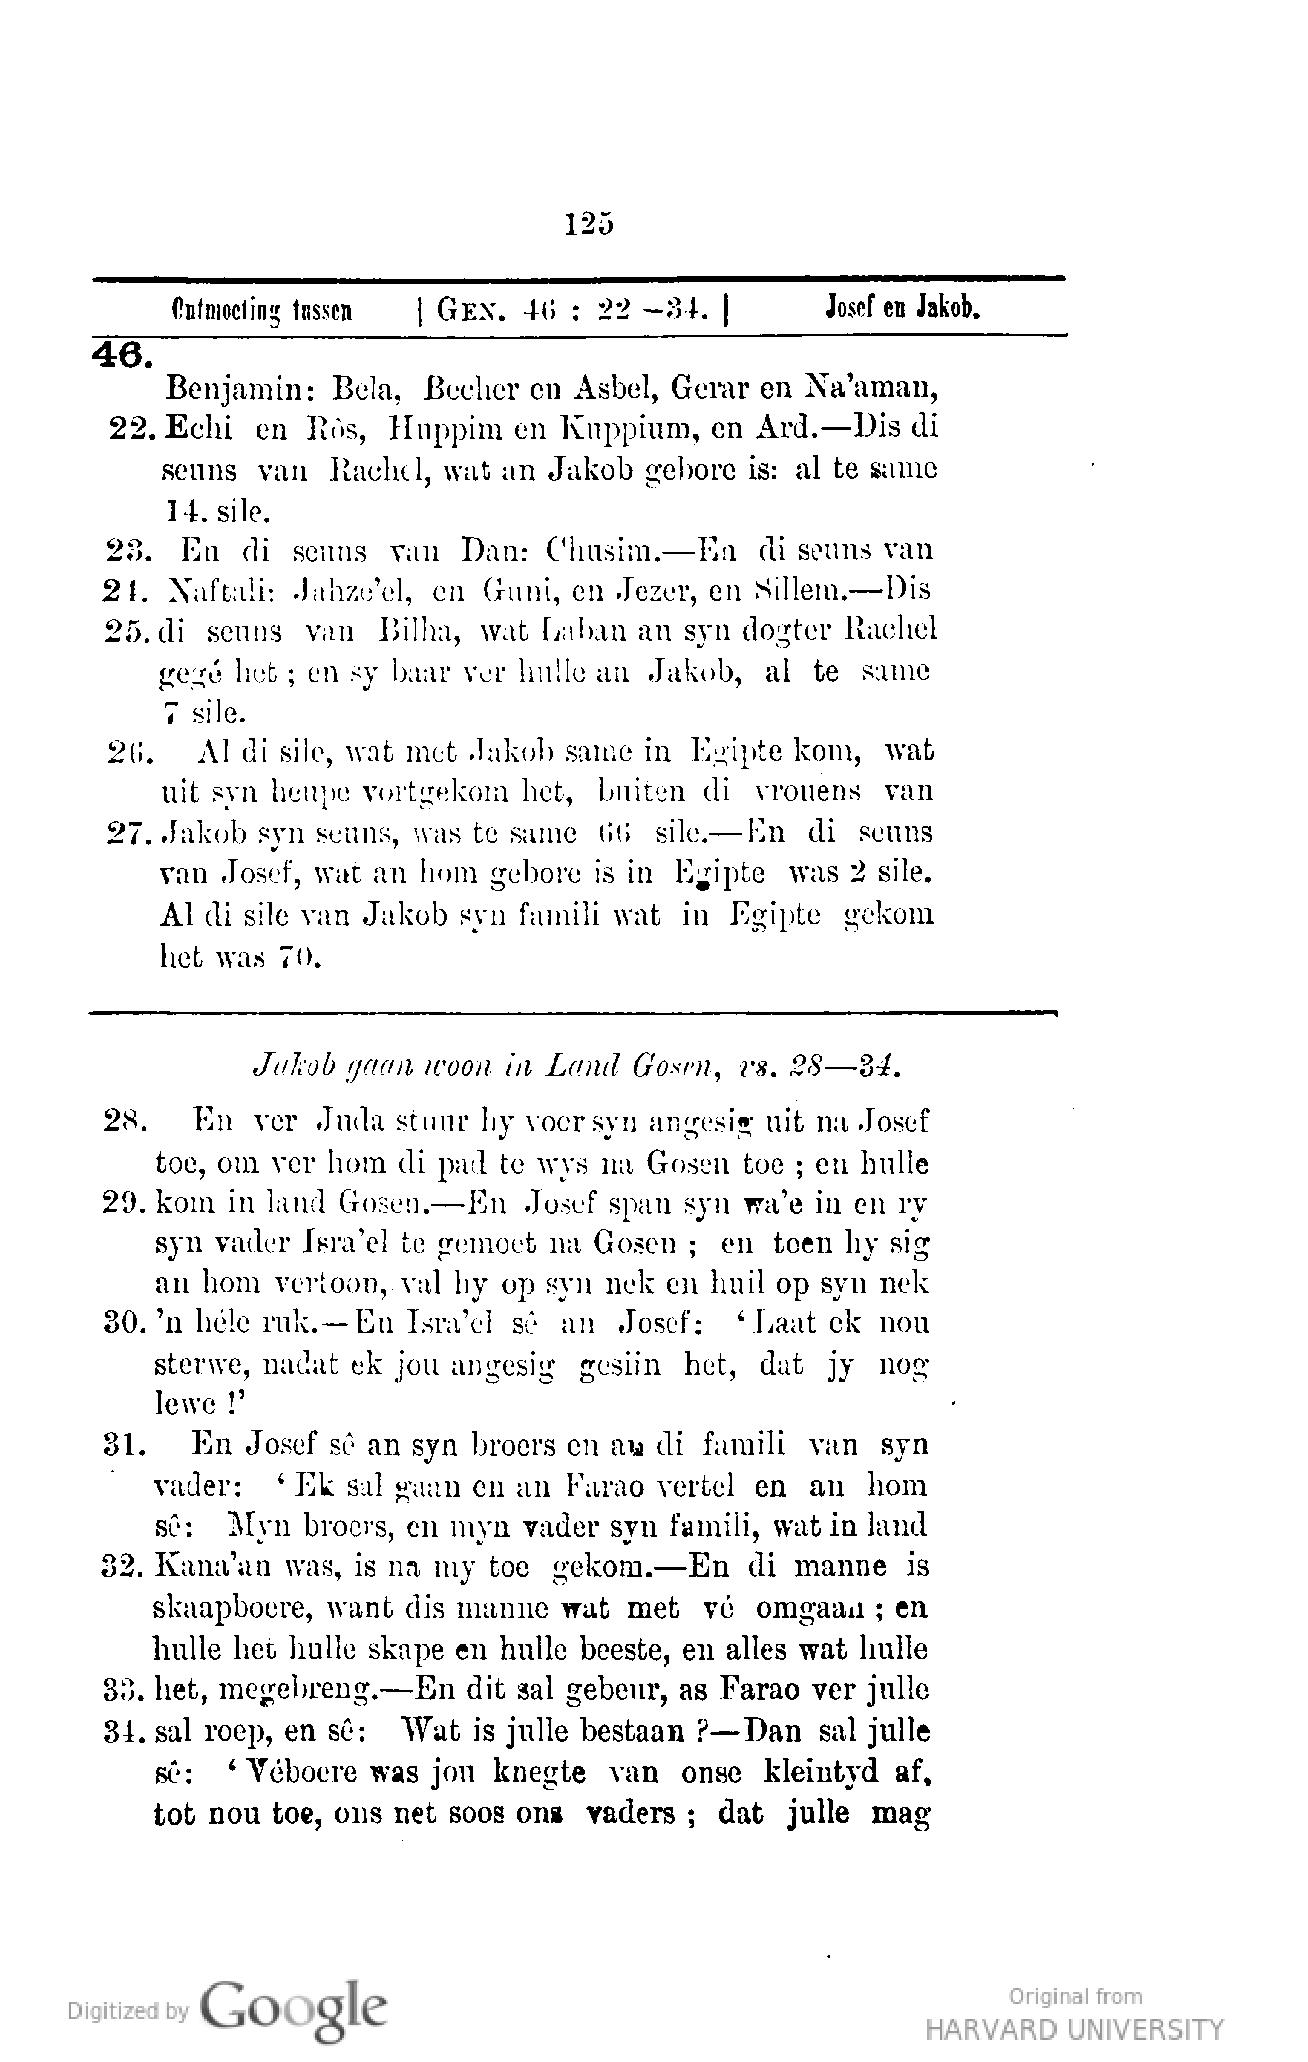 125
Ontmoeting tussen | GEN. 46 : 22—34. | Josef en Jakob.
46.
Benjamin: Bela, Becher en Asbel, Gerar en Na’aman,
22. Echi en Rôs, Huppim en Kuppium, en Ard.—Dis di
seuns van Rachel, wat an Jakob gebore is: al te same
14. sile.
23. En di seuns van Dan: Chusim.—En di seuns van
24. Naftali: Jahze’el, en Guni, en Jezer, en Sillem.—Dis
25. di seuns van Bilha, wat Laban an syn dogter Rachel
gegé het ; en sy baar ver hulle an Jakob, al te same
7 sile.
26. Al di sile, wat met Jakob same in Egipte kom, wat
uit syn heupe vortgekom het, buiten di vrouens van
27. Jakob syn seuns, was te same 66 sile.—En di seuns
van Josef, wat an hom gebore is in Egipte was 2 sile.
Al di sile van Jakob syn famili wat in Egipte gekom
het was 70.
Jakob gaan woon in Land Gosen, vs. 28—34.
28. En ver Juda stuur hy voer syn angesig uit na Josef
toe, om ver hom di pad te wys na Gosen toe ; en hulle
29. kom in land Gosen.—En Josef span syn wa’e in en ry
syn vader Isra’el te gemoet na Gosen ; en toen hy sig
an hom vertoon, val hy op syn nek en huil op syn nek
30. ’n héle ruk.—En Isra’el sê an Josef: ‘ Laat ek nou
sterwe, nadat ek jou angesig gesiin het, dat jy nog
lewe !’
31. En Josef sê an syn broers en an di famili van syn
vader: ‘ Ek sal gaan en an Farao vertel en an hom
sê: Myn broers, en myn vader syn famili, wat in land
32. Kana’an was, is na my toe gekom.—En di manne is
skaapboere, want dis manne wat met vé omgaan ; en
hulle het hulle skape en hulle beeste, en alles wat hulle
33. het, megebreng.—En dit sal gebeur, as Farao ver julle
34. sal roep, en sê: Wat is julle bestaan ?—Dan sal julle
sê: ‘ Véboere was jou knegte van onse kleintyd af,
tot nou toe, ons net soos ons vaders ; dat julle mag
Digitized by Google
Original from
HARVARD UNIVERSITY